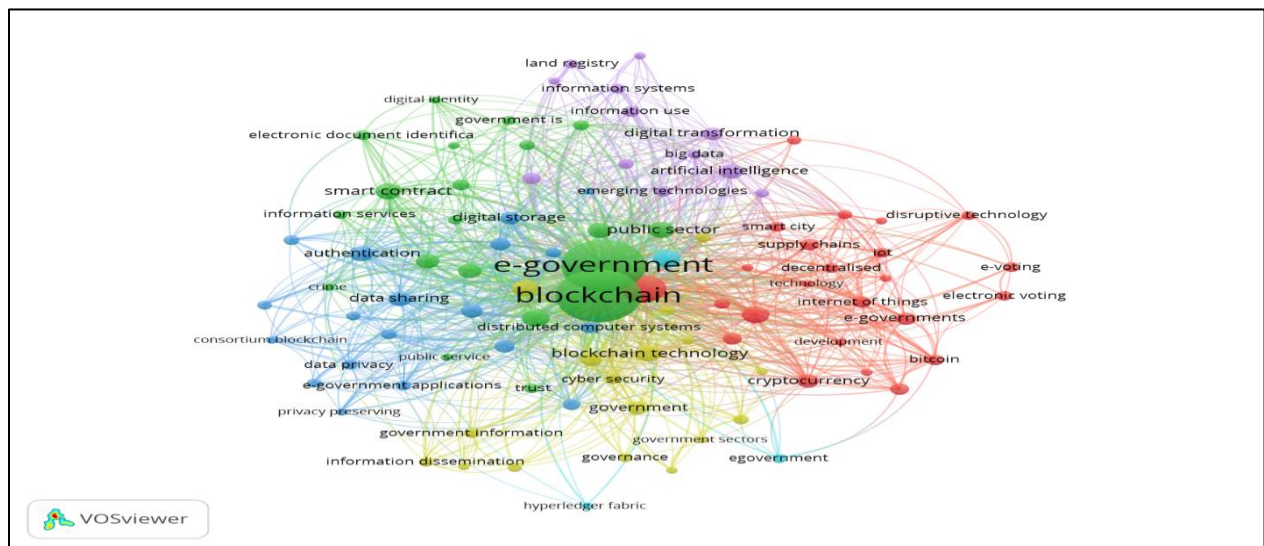 land registry
information systems
digital identity
information use
government is
electronic document identifica
digital transformation
big data
artificial intelligence
smart contract
emerging technologies
information services
digital storage
disruptive technology
public sector
smart city
supply chains
authentication
iot
e-government
decentralised
e-voting
crime
technology
data sharing
blockchain
electronic voting
internet of things
e-governments
distributed computer systems
consortium blockchain
development
public service
blockchain technology
bitcoin
data privacy
cyber security
cryptocurrency
e-government applications
trust
privacy preserving
government
government information
government sectors
information dissemination
governance
egovernment
hyperledger fabric
VOSviewer